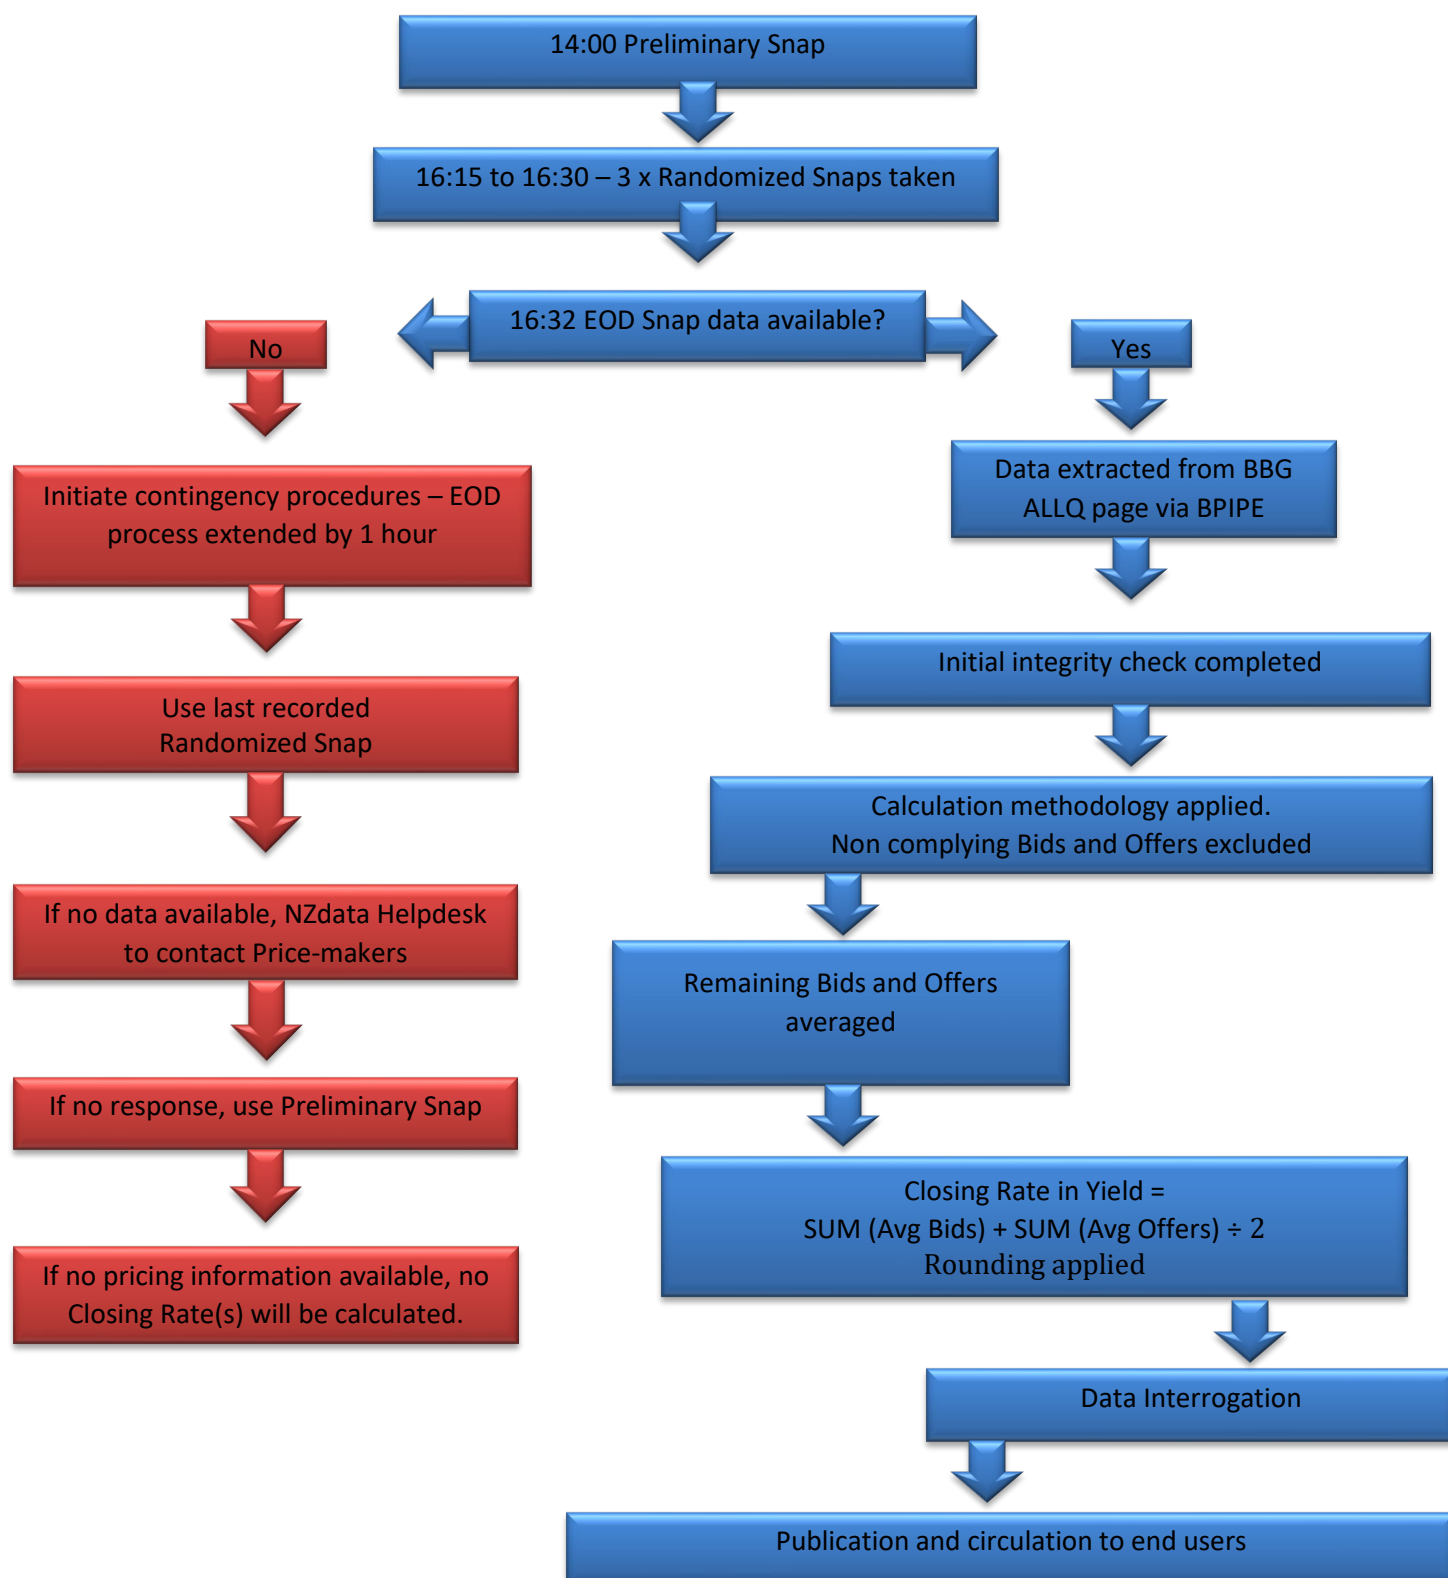 14:00 Preliminary Snap
16:15 to 16:30 – 3 x Randomized Snaps taken
16:32 EOD Snap data available?
No
Yes
Initiate contingency procedures – EOD
process extended by 1 hour
Use last recorded
Randomized Snap
If no data available, NZdata Helpdesk
to contact Price-makers
If no response, use Preliminary Snap
If no pricing information available, no
Closing Rate(s) will be calculated.
Data extracted from BBG
ALLQ page via BPIPE
Initial integrity check completed
Calculation methodology applied.
Non complying Bids and Offers excluded
Remaining Bids and Offers
averaged
Closing Rate in Yield =
SUM (Avg Bids) + SUM (Avg Offers) ÷ 2
Rounding applied
Data Interrogation
Publication and circulation to end users